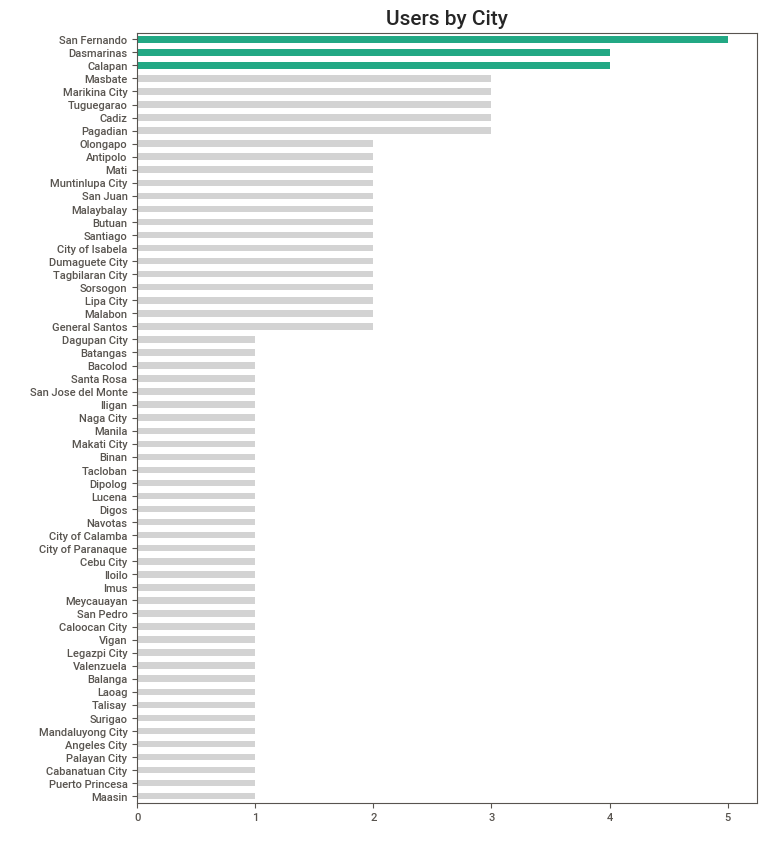 Users by City
San Fernando
Dasmarinas
Calapan
Masbate
Marikina City
Tuguegarao
Cadiz
Pagadian
Olongapo
Antipolo
Mati
Muntinlupa City
San Juan
Malaybalay
Butuan
Santiago
City of Isabela
Dumaguete City
Tagbilaran City
Sorsogon
Lipa City
Malabon
General Santos
Dagupan City
Batangas
Bacolod
Santa Rosa
San Jose del Monte
Iligan
Naga City
Manila
Makati City
Binan
Tacloban
Dipolog
Lucena
Digos
Navotas
City of Calamba
City of Paranaque
Cebu City
Iloilo
Imus
Meycauayan
San Pedro
Caloocan City
Vigan
Legazpi City
Valenzuela
Balanga
Laoag
Talisay
Surigao
Mandaluyong City
Angeles City
Palayan City
Cabanatuan City
Puerto Princesa
Maasin
0 1 2 3 4 5